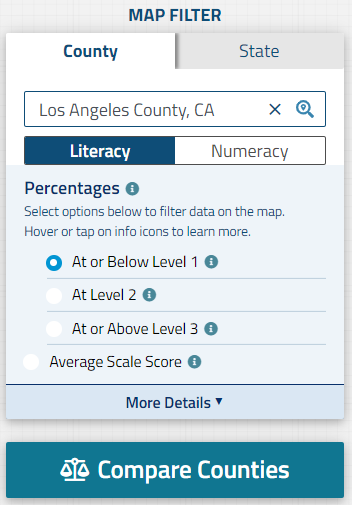 MAP FILTER
County
State
Los Angeles County, CA
Literacy
Numeracy
Percentages
Select options below to filter data on the map.
Hover or tap on info icons to learn more.
At or Below Level 1
At Level 2
At or Above Level 3
Average Scale Score
More Details
Compare Counties